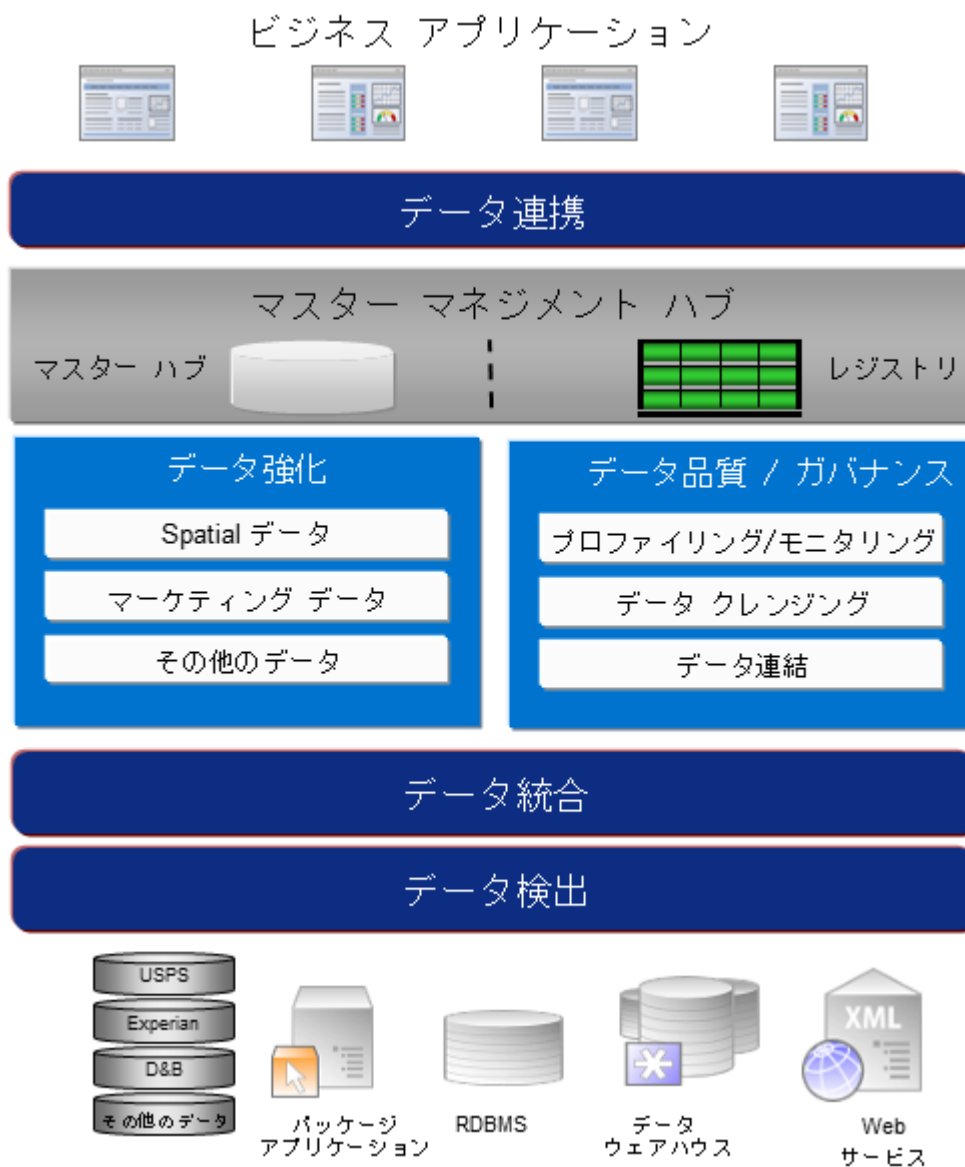 ビジネス アプリケーション
データ連携
マスター マネジメント ハブ
マスター ハブ
レジストリ
データ強化
Spatial データ
マーケティング データ
その他のデータ
データ品質 / ガバナンス
プロファイリング/モニタリング
データ クレンジング
データ連結
データ統合
データ検出
USPS
Experian
D&B
その他のデータ
パッケージ
アプリケーション
RDBMS
データ
ウェアハウス
XML
Web
サービス